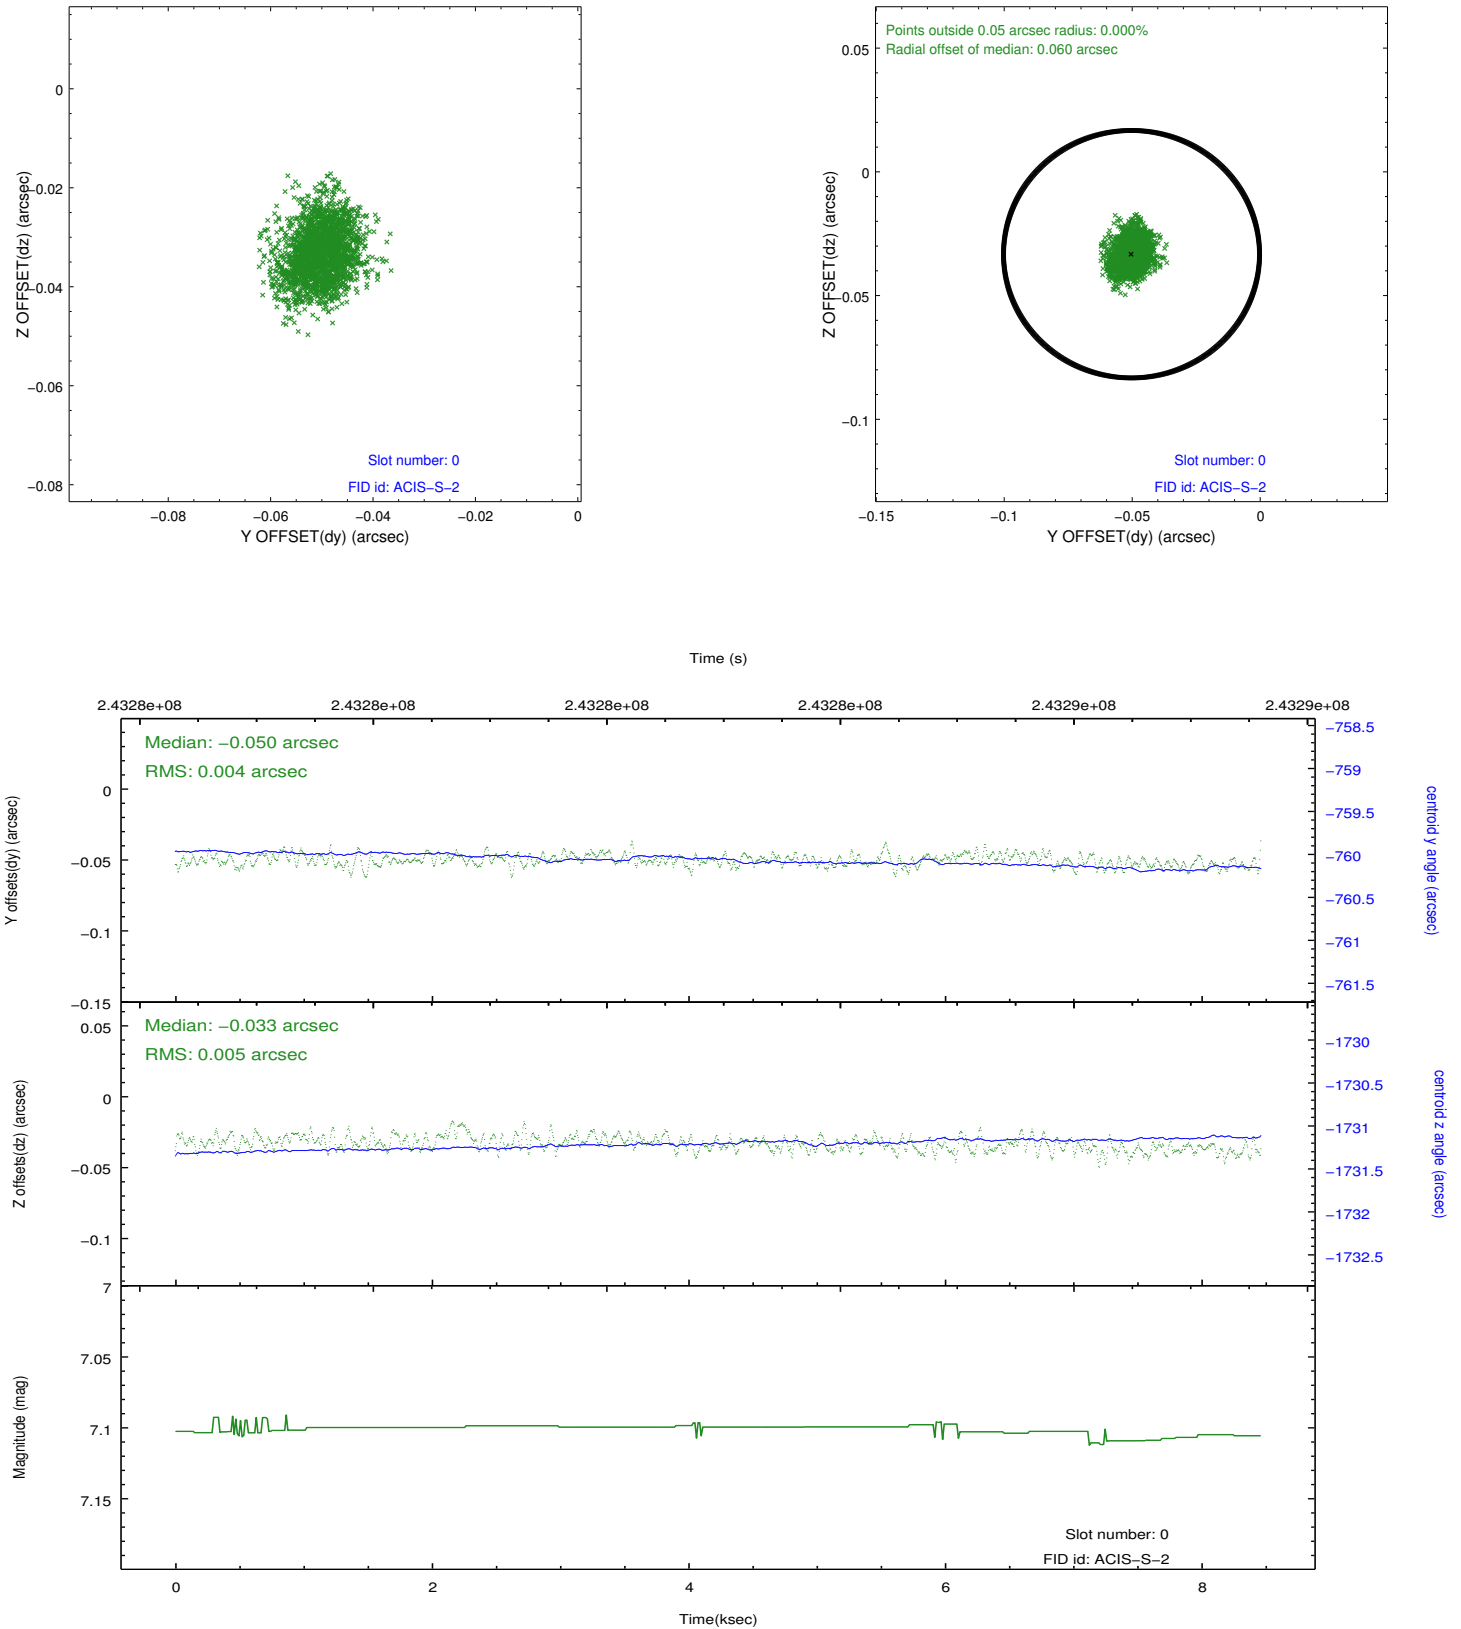 0
−0.02
−0.04
−0.06
−0.08
Z OFFSET(dz) (arcsec)
Slot number: 0
FID id: ACIS−S−2
−0.08
−0.06
−0.04
−0.02
0
Y OFFSET(dy) (arcsec)
Points outside 0.05 arcsec radius: 0.000%
Radial offset of median: 0.060 arcsec
0.05
0
−0.05
−0.1
Z OFFSET(dz) (arcsec)
Slot number: 0
FID id: ACIS−S−2
−0.15
−0.1
−0.05
0
Y OFFSET(dy) (arcsec)
Time (s)
2.4328e+08
2.4328e+08
2.4328e+08
2.4328e+08
2.4329e+08
2.4329e+08
Median: −0.050 arcsec
RMS: 0.004 arcsec
0
−0.05
−0.1
−0.15
Y offsets(dy) (arcsec)
−758.5
−759
−759.5
−760
−760.5
−761
−761.5
centroid y angle (arcsec)
Median: −0.033 arcsec
RMS: 0.005 arcsec
0.05
0
−0.05
−0.1
Z offsets(dz) (arcsec)
−1730
−1730.5
−1731
−1731.5
−1732
−1732.5
centroid z angle (arcsec)
7
7.05
7.1
7.15
Magnitude (mag)
Slot number: 0
FID id: ACIS−S−2
0
2
4
6
8
Time(ksec)